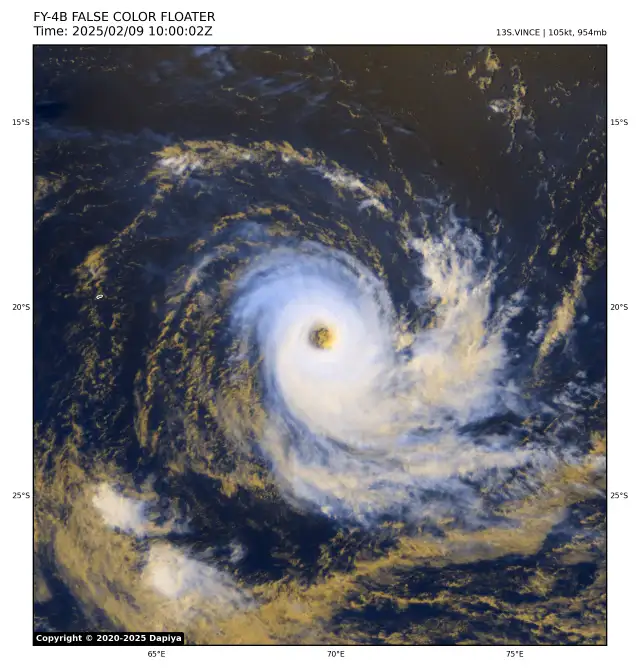 FY-4B FALSE COLOR FLOATER
Time: 2025/02/09 10:00:02Z
13S.VINCE | 105kt, 954mb
15°S 15°S
20°S 20°S
25°S 25°S
Copyright © 2020-2025 Dapiya
65°E 70°E 75°E